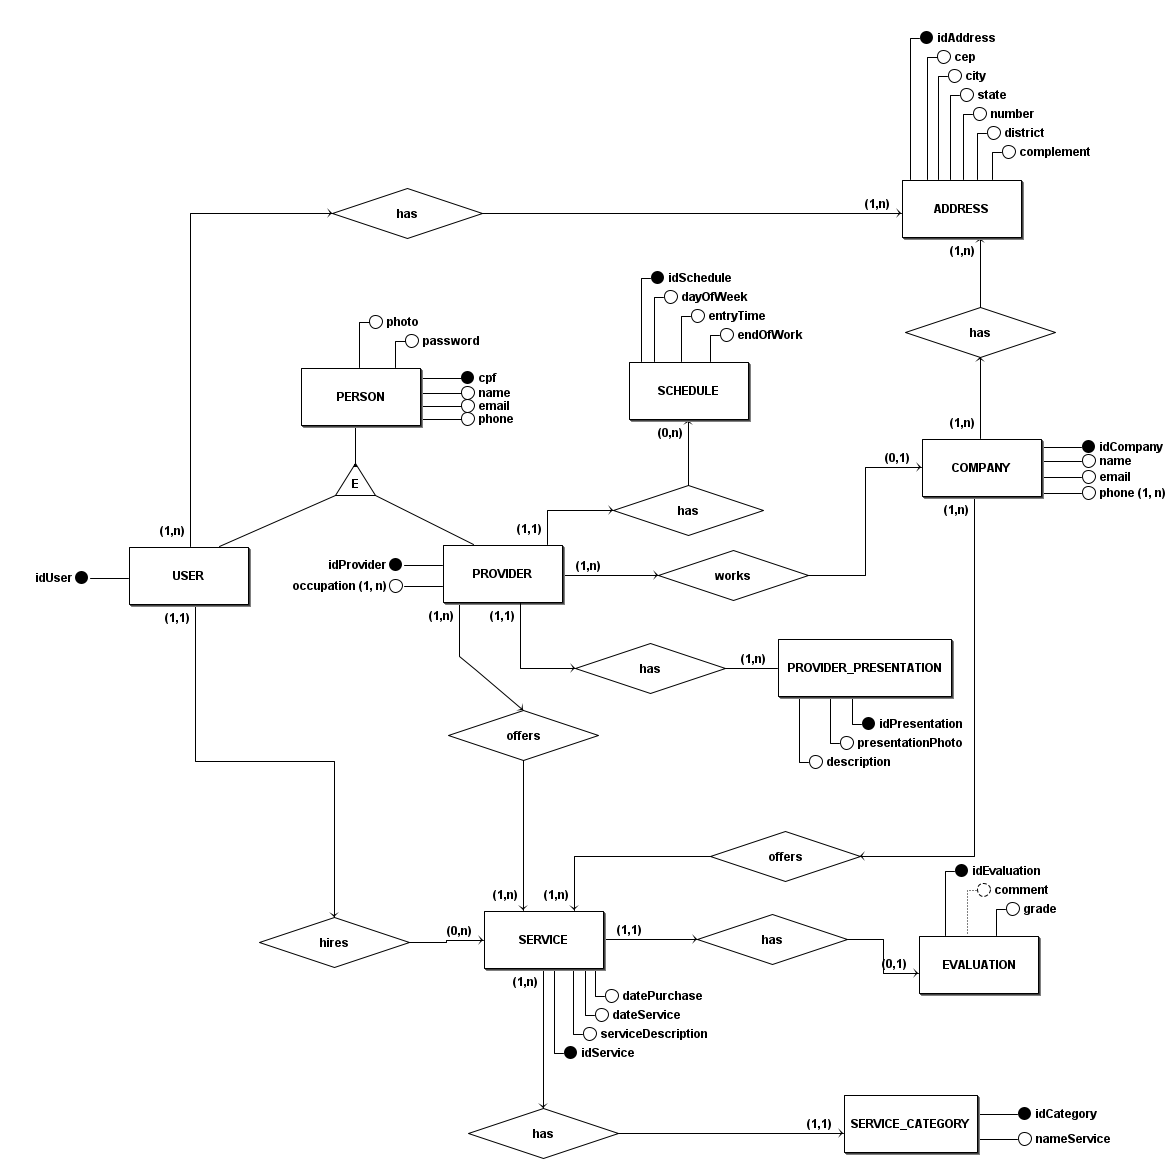 idAddress
cep
city
state
number
district
complement
has
(1,n)
ADDRESS
(1,n)
idSchedule
dayOfWeek
entryTime
endOfWork
photo
password
has
PERSON
cpf
name
email
phone
SCHEDULE
(0,n)
(1,n)
E
(0,1)
COMPANY
idCompany
name
email
phone (1, n)
(1,n)
has
(1,1)
(1,n)
idProvider
occupation (1, n)
PROVIDER
(1,n)
works
idUser
USER
(1,1)
(1,n)
(1,1)
has
(1,n)
PROVIDER_PRESENTATION
idPresentation
presentationPhoto
description
offers
offers
idEvaluation
comment
grade
(1,n)
(1,n)
hires
(0,n)
SERVICE
(1,1)
has
(0,1)
EVALUATION
(1,n)
datePurchase
dateService
serviceDescription
idService
has
(1,1)
SERVICE_CATEGORY
idCategory
nameService